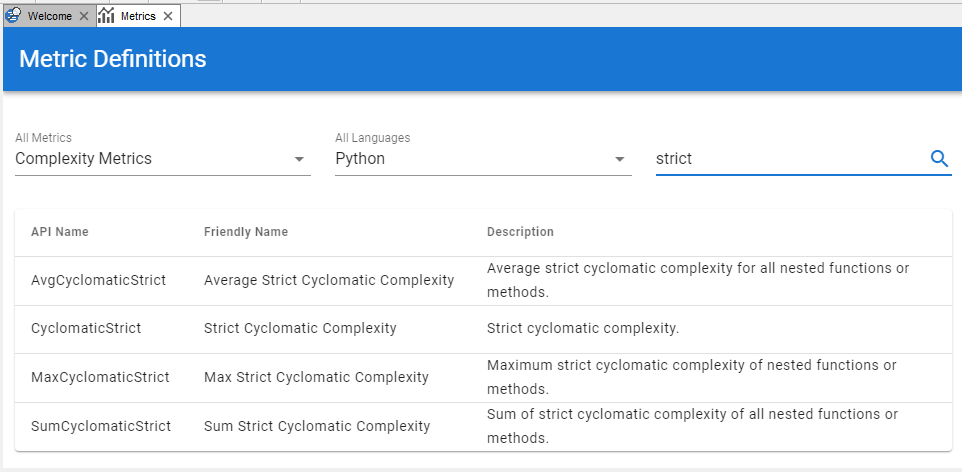 Welcome Metrics
Metric Definitions
All Metrics All Languages
Complexity Metrics Python strict
API Name Friendly Name Description
AvgCyclomaticStrict Average Strict Cyclomatic Complexity Average strict cyclomatic complexity for all nested functions or
methods.
CyclomaticStrict Strict Cyclomatic Complexity Strict cyclomatic complexity.
MaxCyclomaticStrict Max Strict Cyclomatic Complexity Maximum strict cyclomatic complexity of nested functions or
methods.
SumCyclomaticStrict Sum Strict Cyclomatic Complexity Sum of strict cyclomatic complexity of all nested functions or
methods.